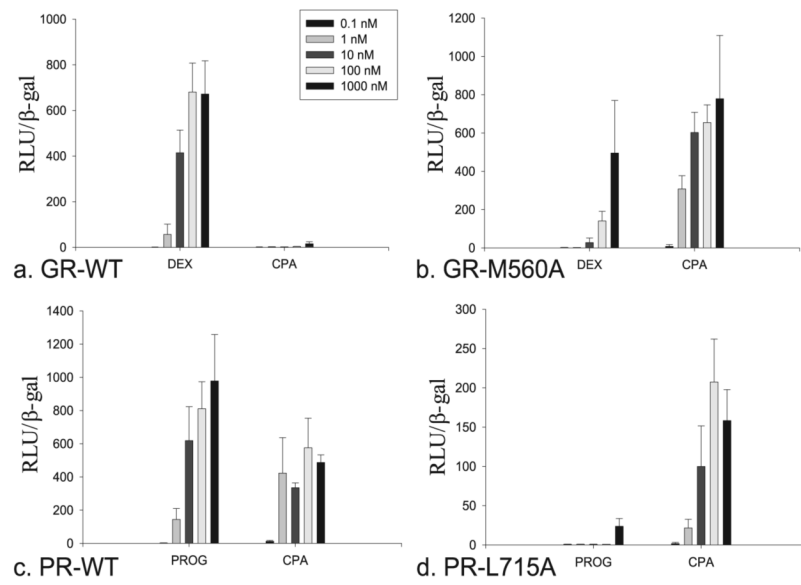 1000
800
600
400
200
0
RLU/β-gal
DEX
CPA
a. GR-WT
0.1 nM
1 nM
10 nM
100 nM
1000 nM
1200
1000
800
600
400
200
0
RLU/β-gal
DEX
CPA
b. GR-M560A
1400
1200
1000
800
600
400
200
0
RLU/β-gal
PROG
CPA
c. PR-WT
300
250
200
150
100
50
0
RLU/β-gal
PROG
CPA
d. PR-L715A